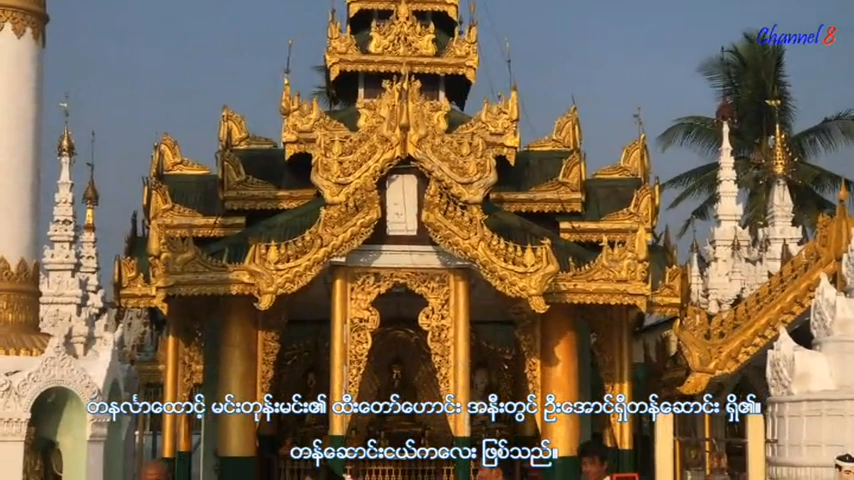 Channel 8
တနင်္လာထောင့် မင်းတုန်းမင်း၏ ထီးတော်ဟောင်း အနီးတွင် ဦးအောင်ရှီတန်ဆောင်း ရှိ၏။
တန်ဆောင်းငယ်ကလေး ဖြစ်သည်။